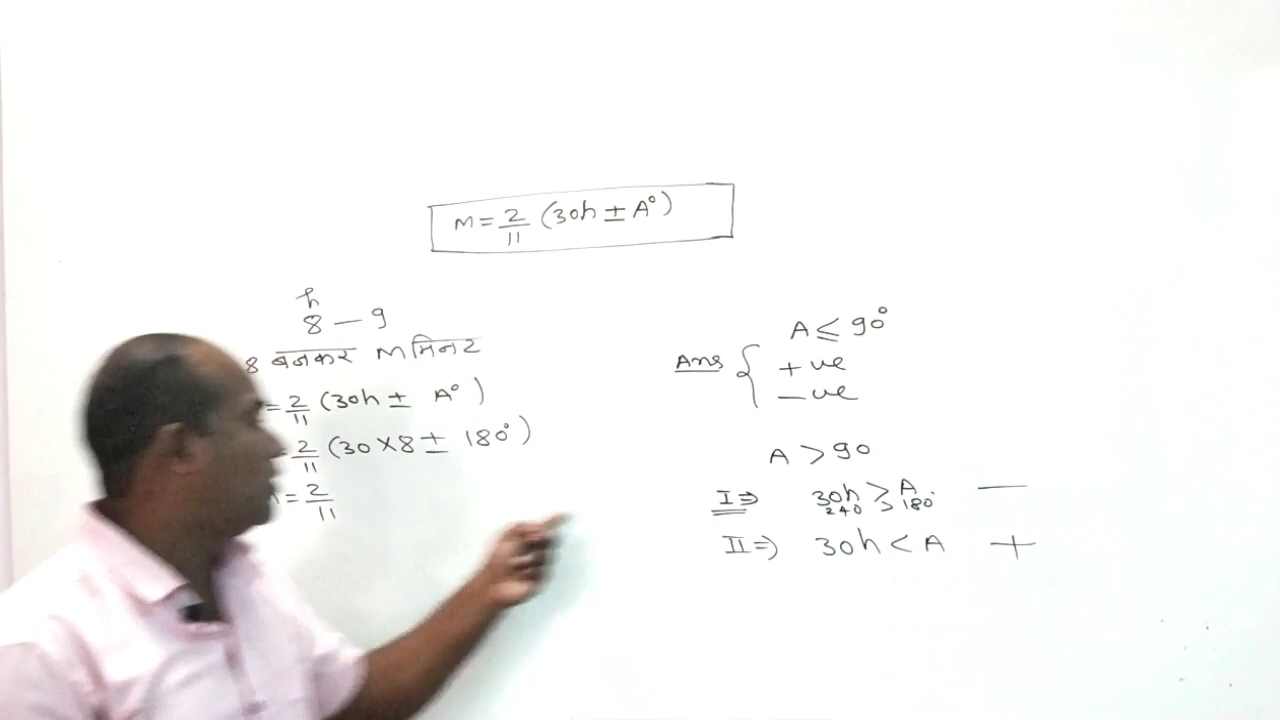 M = 2/11 (30h ± A°)
h
8 — 9
8 बजकर M मिनट
= 2/11 (30h ± A°)
2/11 (30×8 ± 180°)
= 2/11
A ≤ 90°
Ans { +ve
−ve
A > 90
I ⇒ 30h > A —
240 > 180°
II ⇒ 30h < A +